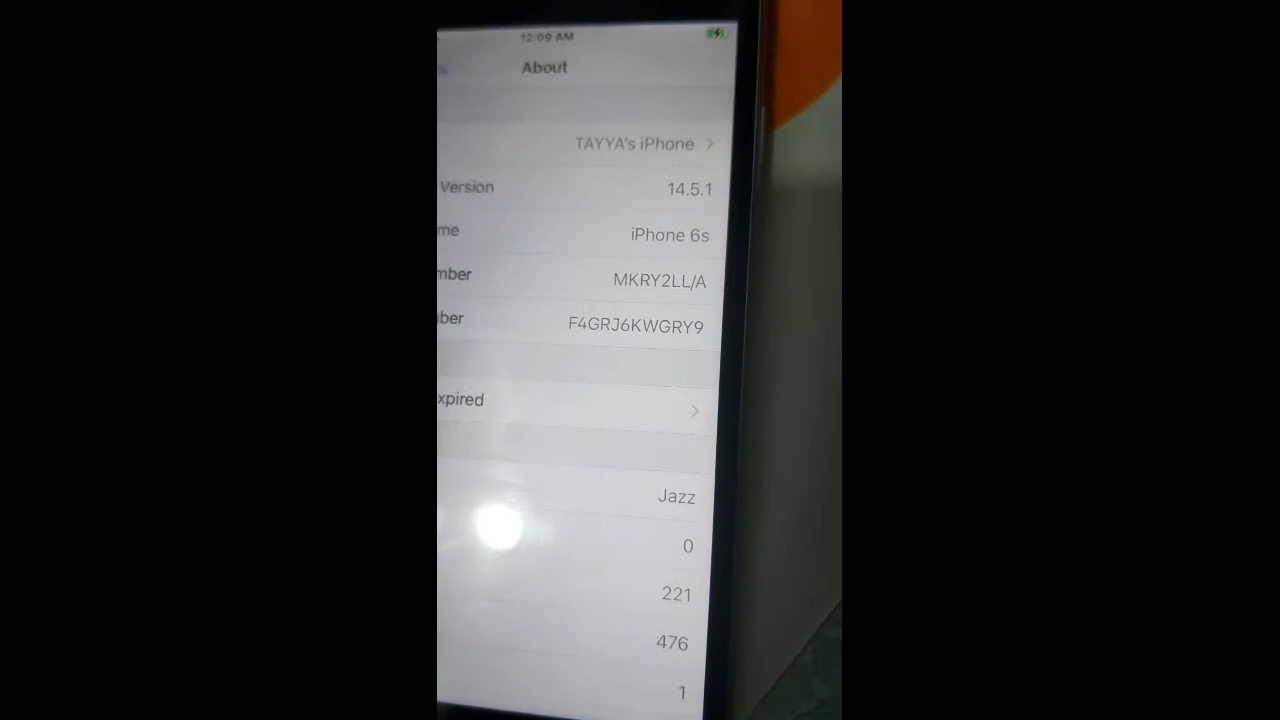 12:09 AM
About
TAYYA's iPhone
Version 14.5.1
me iPhone 6s
mber MKRY2LL/A
ber F4GRJ6KWGRY9
xpired
Jazz
0
221
476
1